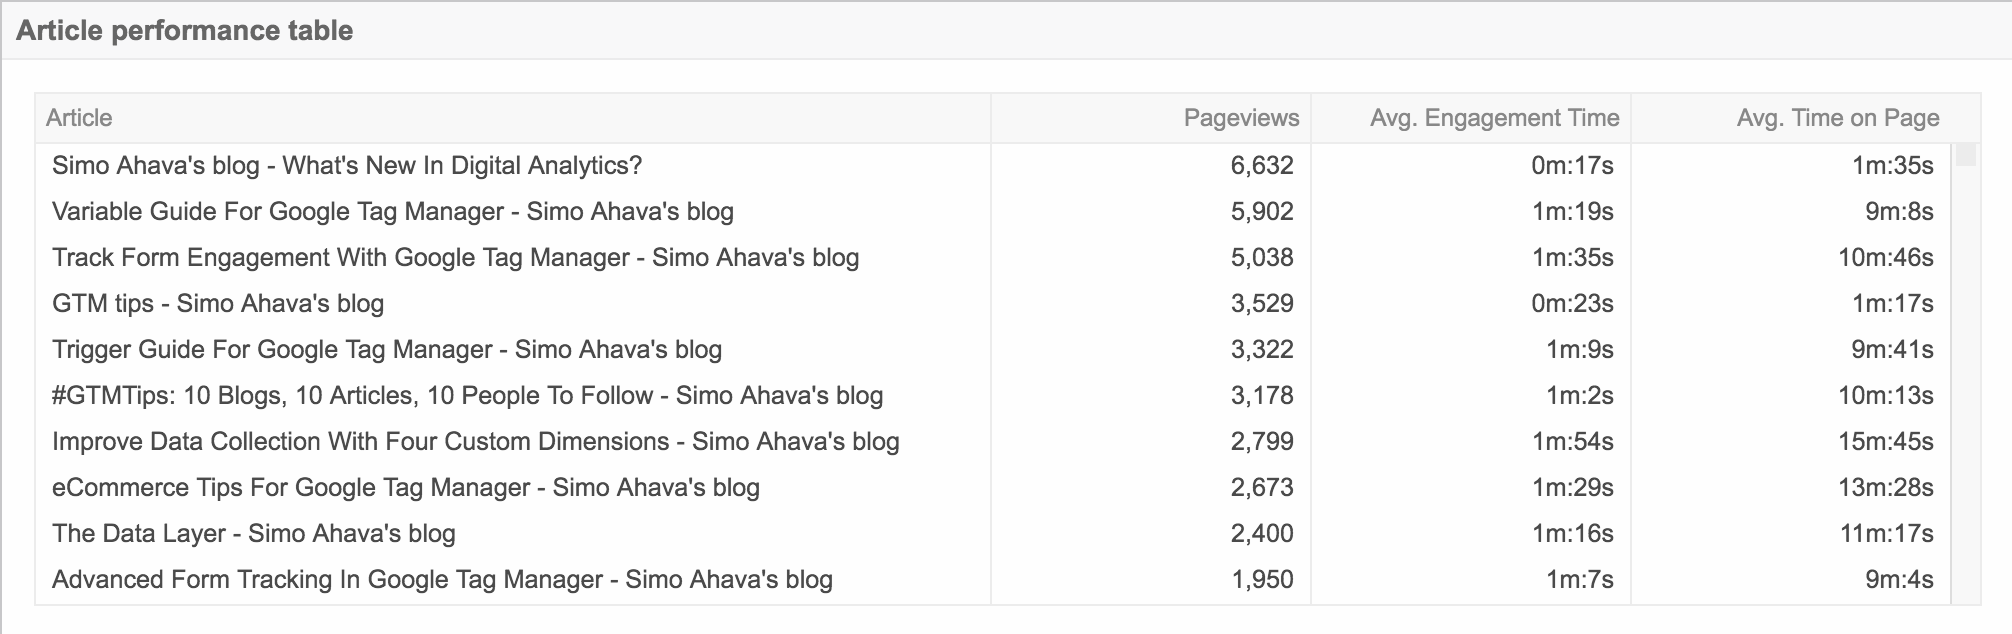 Article performance table
Article Pageviews Avg. Engagement Time Avg. Time on Page
Simo Ahava's blog - What's New In Digital Analytics? 6,632 0m:17s 1m:35s
Variable Guide For Google Tag Manager - Simo Ahava's blog 5,902 1m:19s 9m:8s
Track Form Engagement With Google Tag Manager - Simo Ahava's blog 5,038 1m:35s 10m:46s
GTM tips - Simo Ahava's blog 3,529 0m:23s 1m:17s
Trigger Guide For Google Tag Manager - Simo Ahava's blog 3,322 1m:9s 9m:41s
#GTMTips: 10 Blogs, 10 Articles, 10 People To Follow - Simo Ahava's blog 3,178 1m:2s 10m:13s
Improve Data Collection With Four Custom Dimensions - Simo Ahava's blog 2,799 1m:54s 15m:45s
eCommerce Tips For Google Tag Manager - Simo Ahava's blog 2,673 1m:29s 13m:28s
The Data Layer - Simo Ahava's blog 2,400 1m:16s 11m:17s
Advanced Form Tracking In Google Tag Manager - Simo Ahava's blog 1,950 1m:7s 9m:4s